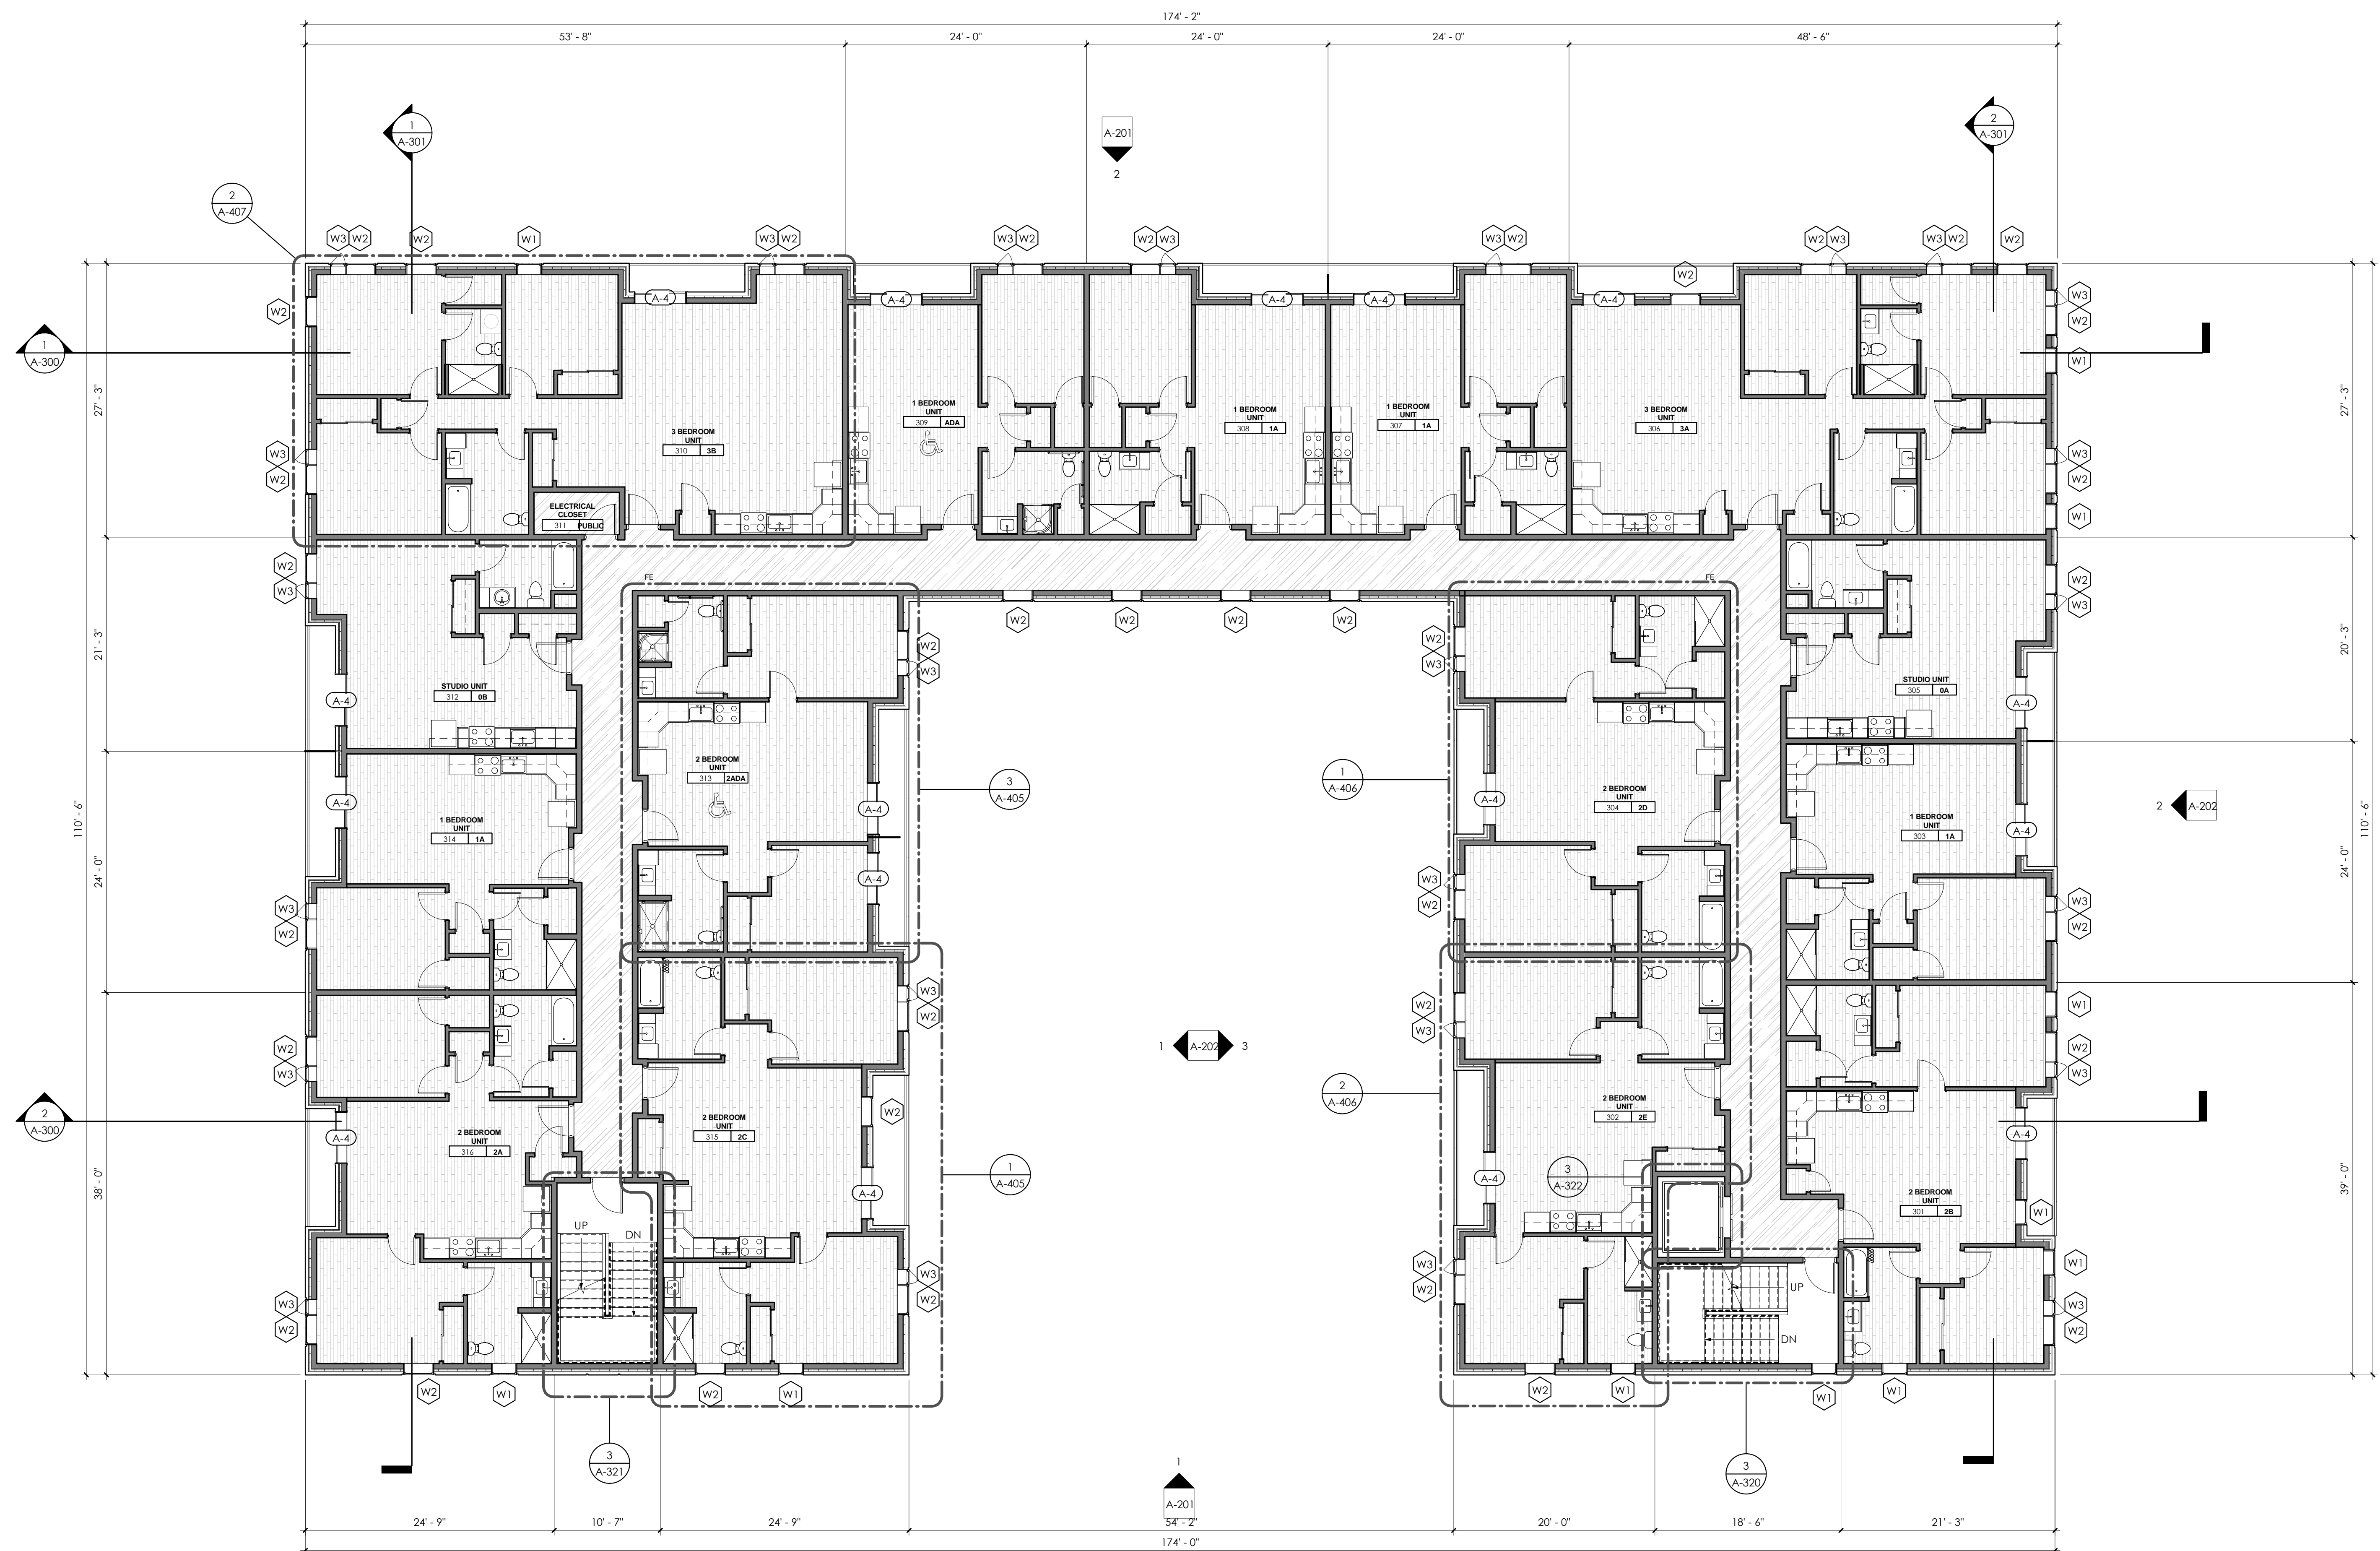 174' - 2"
53' - 8"
24' - 0"
24' - 0"
24' - 0"
48' - 6"
1
A-301
A-201
2
2
A-301
2
A-407
W3 W2
W2
W1
W3 W2
W3 W2
W2 W3
W3 W2
W2
W2 W3
W3 W2
W2
W2
A-4
A-4
A-4
A-4
A-4
W3
W2
1
A-300
W1
27' - 3"
27' - 3"
1 BEDROOM
UNIT
309 ADA
1 BEDROOM
UNIT
308 1A
1 BEDROOM
UNIT
307 1A
3 BEDROOM
UNIT
306 3A
3 BEDROOM
UNIT
310 3B
W3
W2
W3
W2
W1
ELECTRICAL
CLOSET
311 PUBLIC
W2
W3
FE
FE
W2
W3
W2
W2
W2
W2
W2
W3
W2
W3
21' - 3"
20' - 3"
STUDIO UNIT
312 0B
STUDIO UNIT
305 0A
A-4
A-4
2 BEDROOM
UNIT
313 2ADA
3
A-405
1
A-406
2 BEDROOM
UNIT
304 2D
A-4
A-4
A-4
A-4
110' - 6"
110' - 6"
2
A-202
1 BEDROOM
UNIT
314 1A
1 BEDROOM
UNIT
303 1A
24' - 0"
24' - 0"
A-4
W3
W2
W3
W2
W3
W2
W3
W2
W2
W3
W1
W2
W3
W2
W3
1
A-202
3
2
A-300
A-4
2 BEDROOM
UNIT
316 2A
2 BEDROOM
UNIT
315 2C
W2
2
A-406
2 BEDROOM
UNIT
302 2E
A-4
38' - 0"
39' - 0"
A-4
1
A-405
A-4
3
A-322
2 BEDROOM
UNIT
301 2B
W1
UP
DN
UP
DN
W3
W2
W3
W2
W3
W2
W1
W3
W2
W2
W1
W2
W1
W2
W1
W1
W1
3
A-321
3
A-320
1
A-201
24' - 9"
10' - 7"
24' - 9"
54' - 2"
20' - 0"
18' - 6"
21' - 3"
174' - 0"